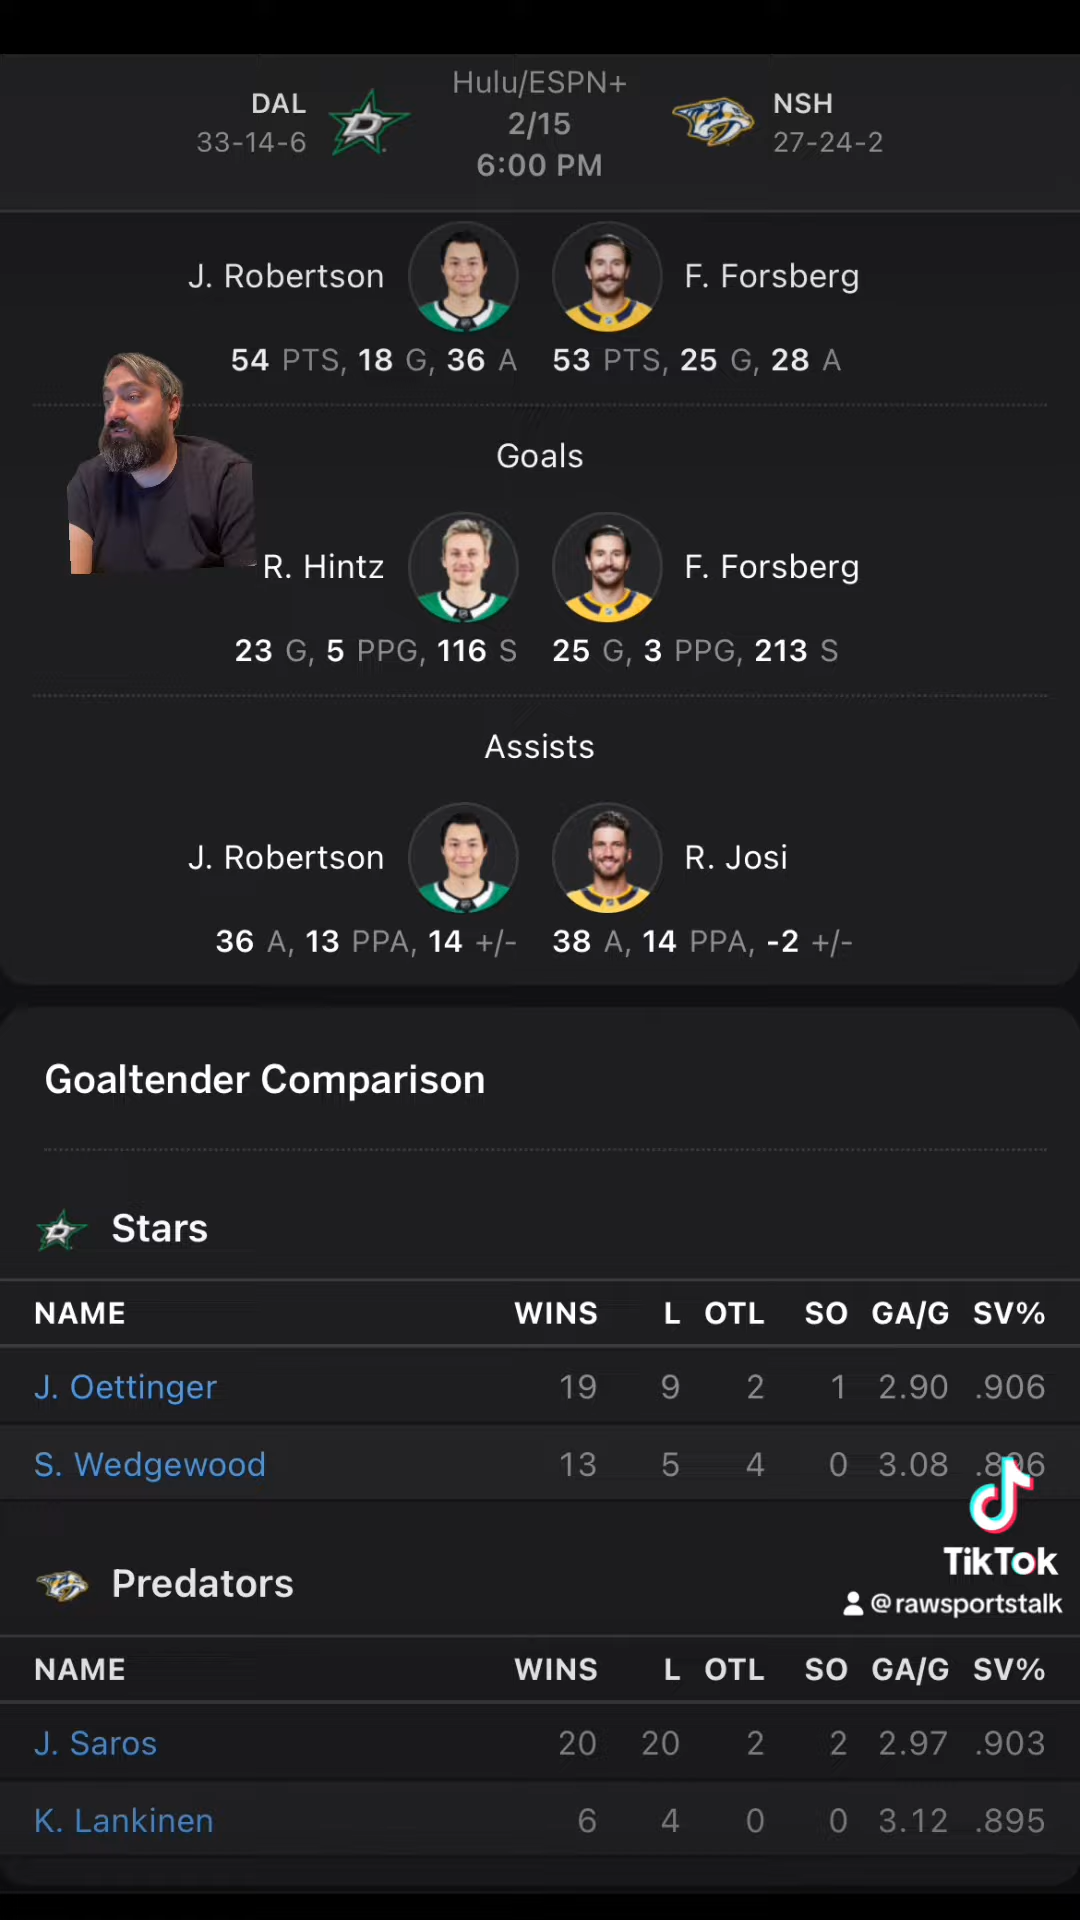 Hulu/ESPN+
DAL 2/15 NSH
33-14-6 6:00 PM 27-24-2
J. Robertson F. Forsberg
54 PTS, 18 G, 36 A 53 PTS, 25 G, 28 A
Goals
R. Hintz F. Forsberg
23 G, 5 PPG, 116 S 25 G, 3 PPG, 213 S
Assists
J. Robertson R. Josi
36 A, 13 PPA, 14 +/- 38 A, 14 PPA, -2 +/-
Goaltender Comparison
Stars
NAME WINS L OTL SO GA/G SV%
J. Oettinger 19 9 2 1 2.90 .906
S. Wedgewood 13 5 4 0 3.08
TikTok
@rawsportstalk
Predators
NAME WINS L OTL SO GA/G SV%
J. Saros 20 20 2 2 2.97 .903
K. Lankinen 6 4 0 0 3.12 .895